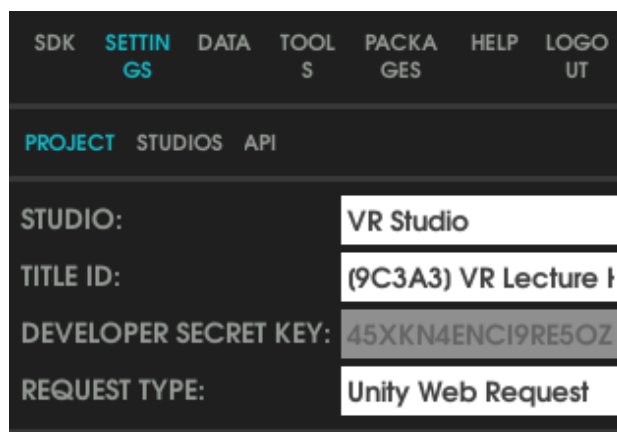 SDK SETTIN DATA TOOL PACKA HELP LOGO
GS S GES UT
PROJECT STUDIOS API
STUDIO: VR Studio
TITLE ID: (9C3A3) VR Lecture
DEVELOPER SECRET KEY: 45XKN4ENCI9RE5OZ
REQUEST TYPE: Unity Web Request